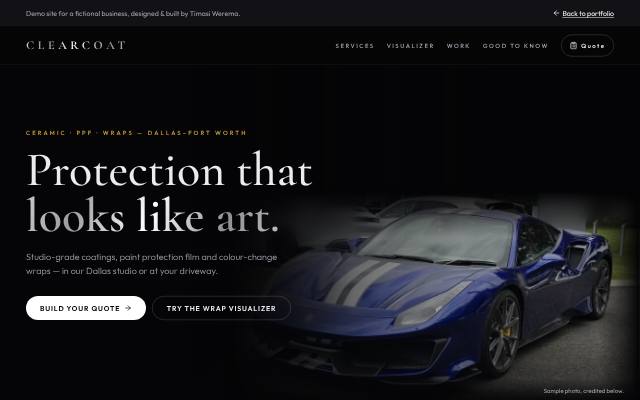 Demo site for a fictional business, designed & built by Timasi Werema.
← Back to portfolio
CLEARCOAT
SERVICES
VISUALIZER
WORK
GOOD TO KNOW
Quote
CERAMIC · PPF · WRAPS — DALLAS–FORT WORTH
Protection that
looks like art.
Studio-grade coatings, paint protection film and colour-change
wraps — in our Dallas studio or at your driveway.
BUILD YOUR QUOTE →
TRY THE WRAP VISUALIZER
Sample photo, credited below.